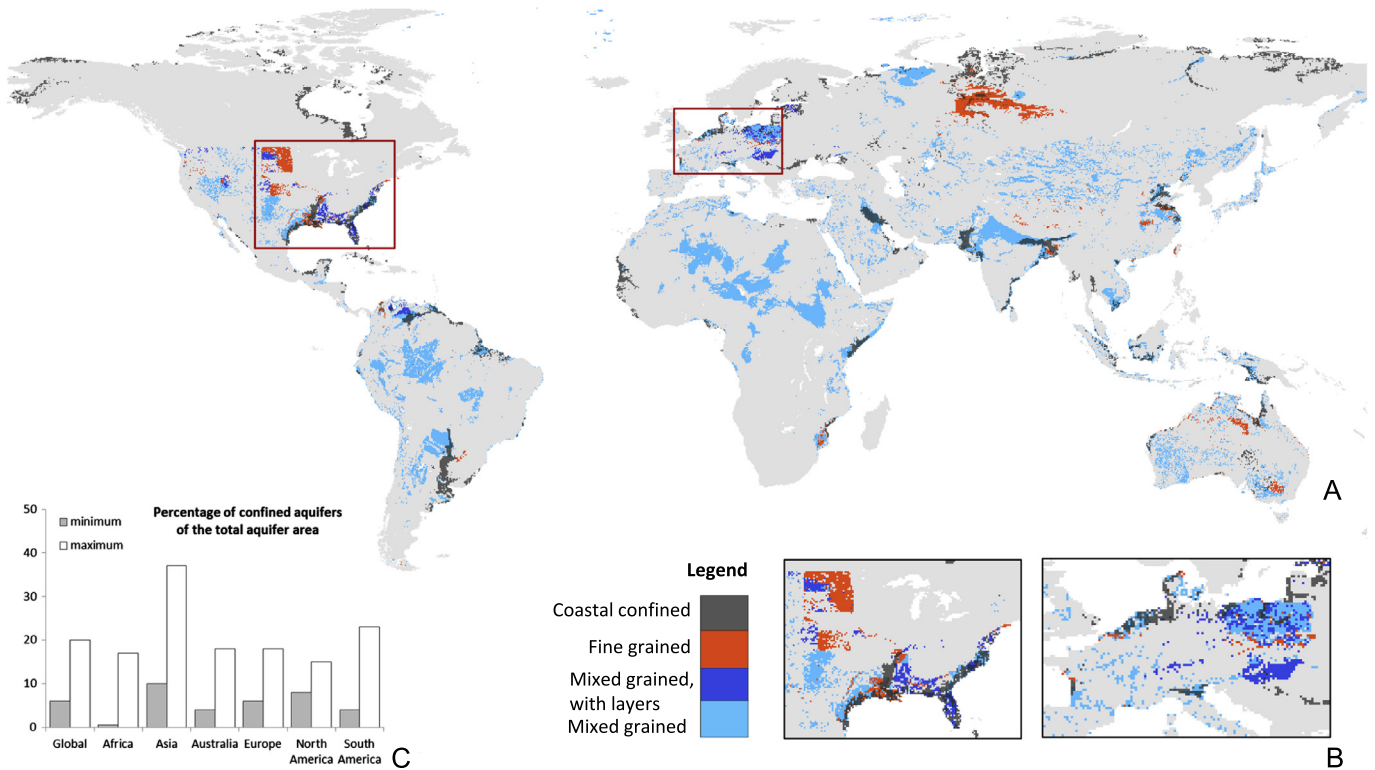 A
Percentage of confined aquifers
of the total aquifer area
minimum
maximum
50
40
30
20
10
0
Global
Africa
Asia
Australia
Europe
North
America
South
America
C
Legend
Coastal confined
Fine grained
Mixed grained,
with layers
Mixed grained
B